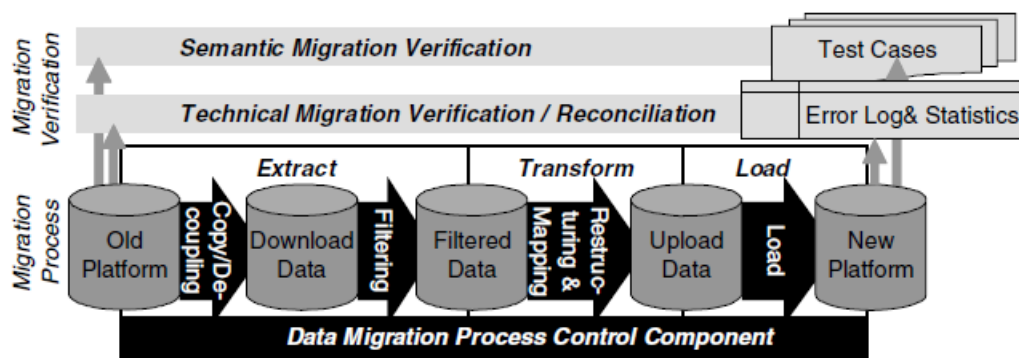 Migration
Verification
Semantic Migration Verification
Test Cases
Technical Migration Verification / Reconciliation
Error Log& Statistics
Extract
Transform
Load
Migration
Process
Old
Platform
Copy/De-
coupling
Download
Data
Filtering
Filtered
Data
Restruc-
turing &
Mapping
Upload
Data
Load
New
Platform
Data Migration Process Control Component